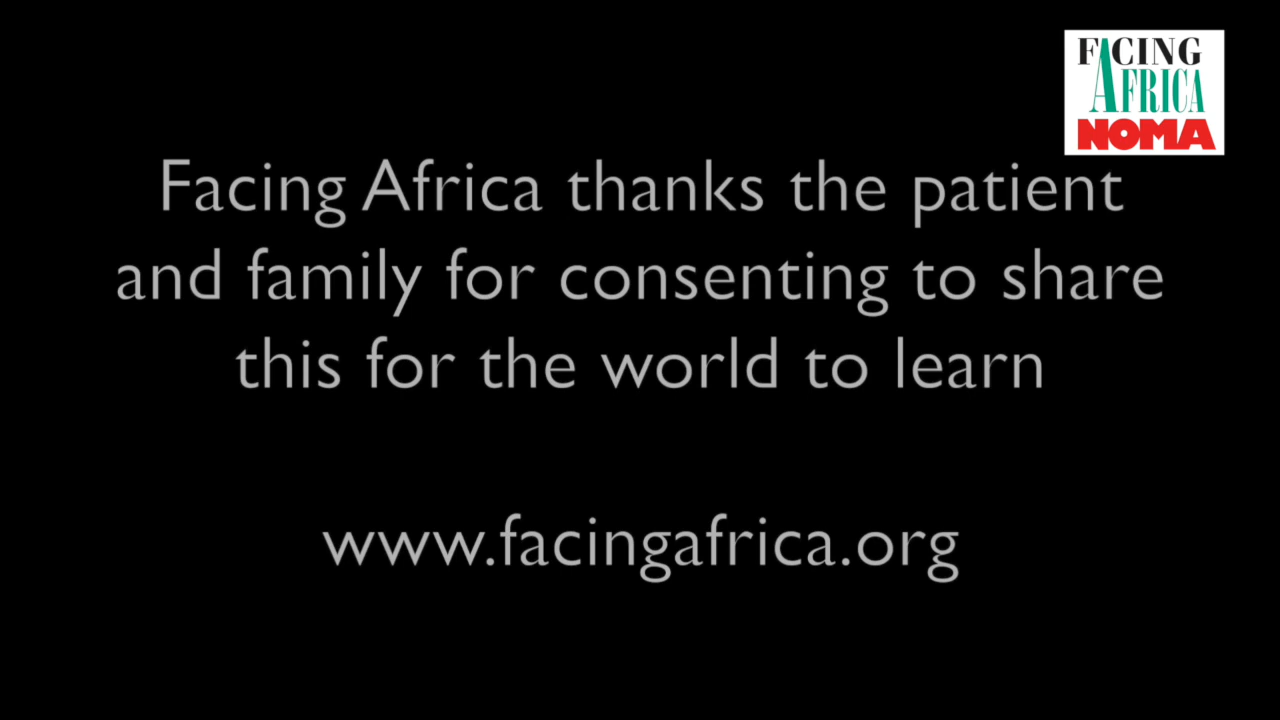 FACING
AFRICA
NOMA
Facing Africa thanks the patient
and family for consenting to share
this for the world to learn
www.facingafrica.org